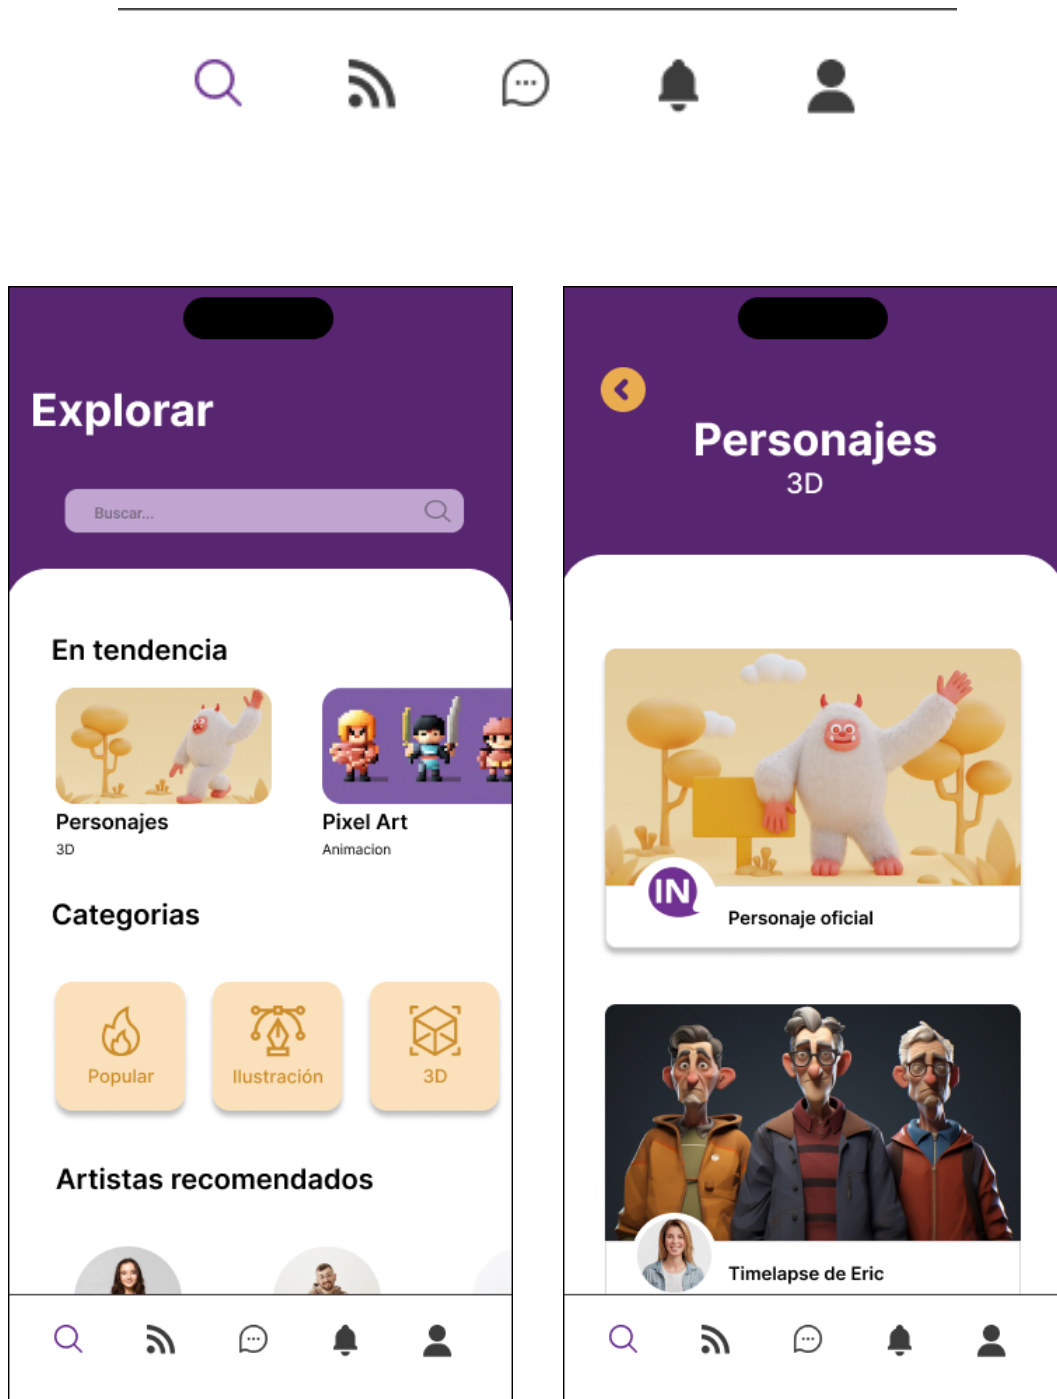 Explorar
Buscar...
En tendencia
Personajes
3D
Pixel Art
Animacion
Categorias
Popular
Ilustración
3D
Artistas recomendados
Personajes
3D
IN
Personaje oficial
Timelapse de Eric